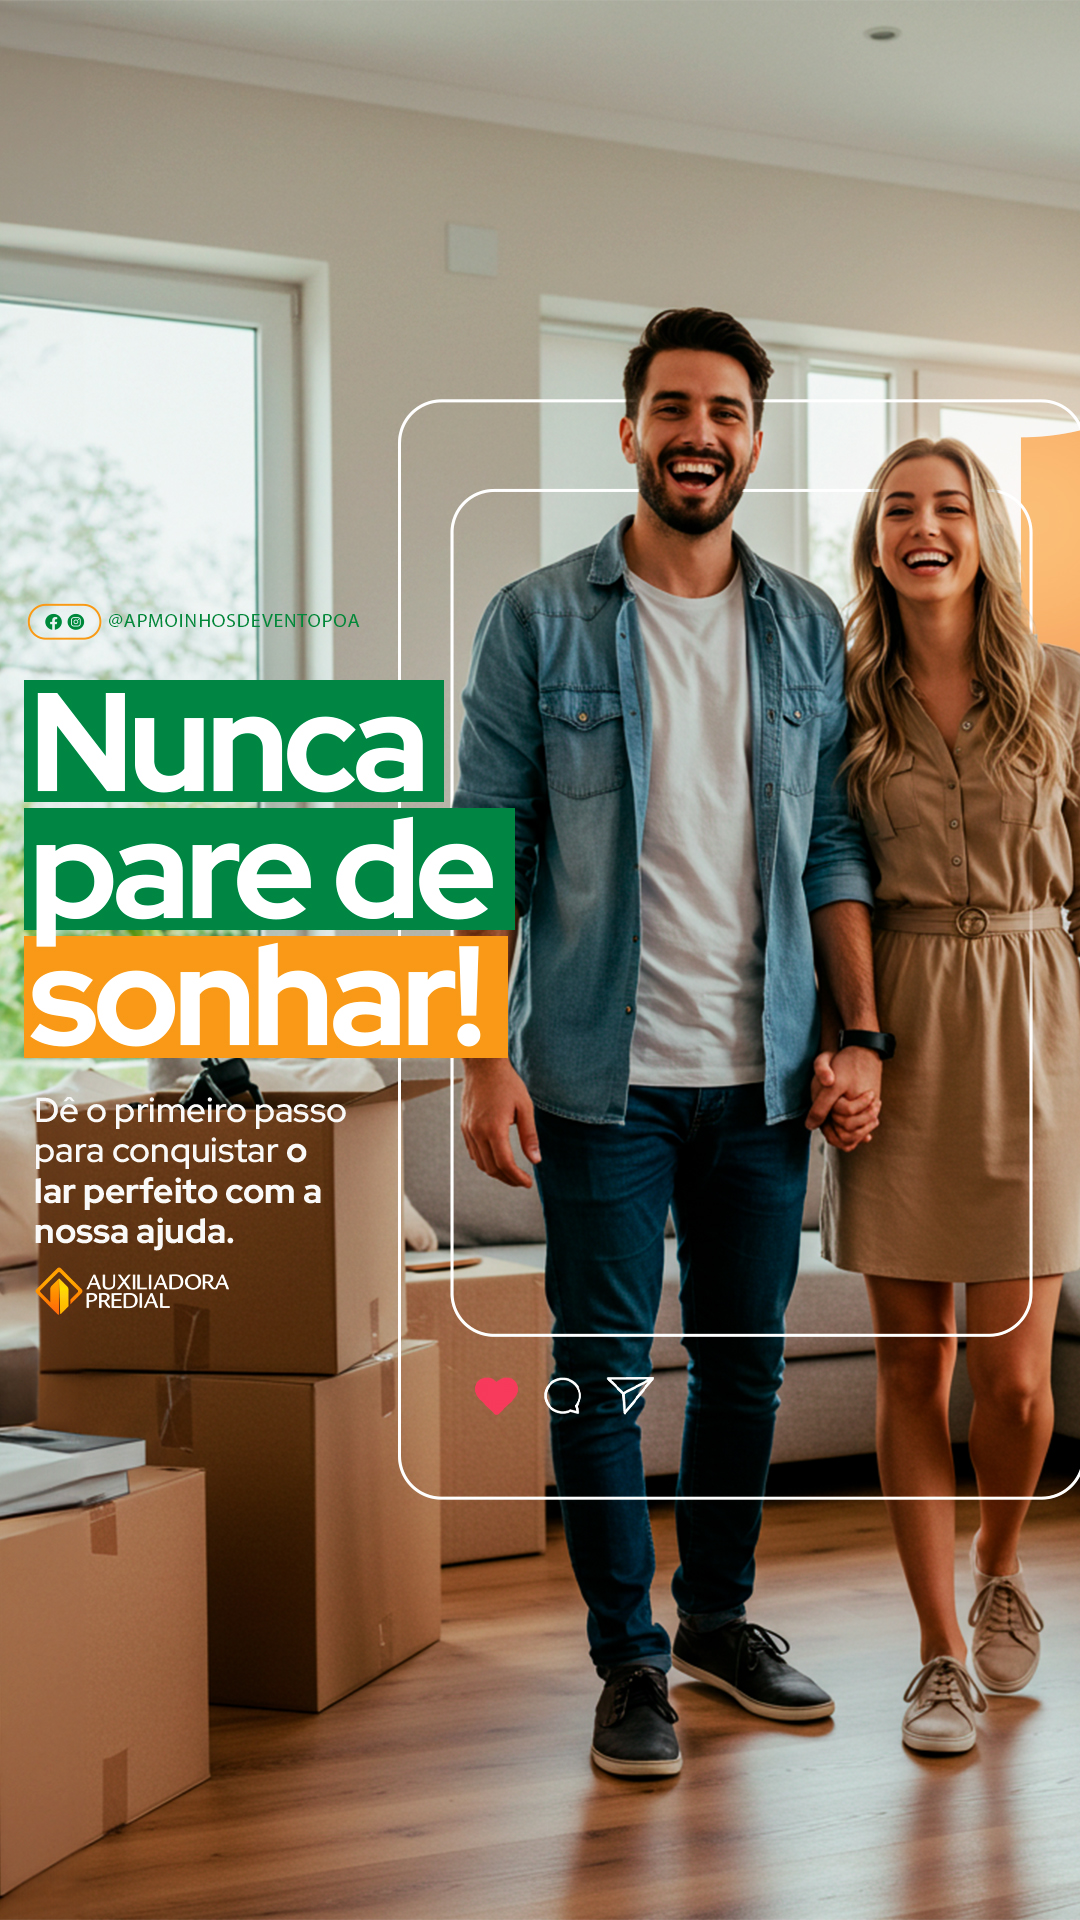 @APMOINHOSDEVENTOPOA
Nunca
pare de
sonhar!
Dê o primeiro passo
para conquistar o
lar perfeito com a
nossa ajuda.
AUXILIADORA
PREDIAL